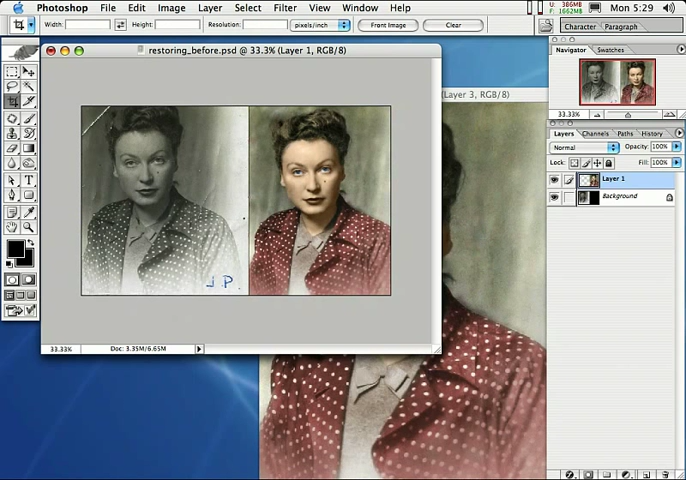 Photoshop File Edit Image Layer Select Filter View Window Help
U: 386MB
F: 1662MB
Mon 5:29
Width: Height: Resolution: pixels/inch Front Image Clear
Character Paragraph
restoring_before.psd @ 33.3% (Layer 1, RGB/8)
(Layer 3, RGB/8)
Navigator Swatches
33.33%
Layers Channels Paths History
Normal Opacity: 100%
Lock: Fill: 100%
Layer 1
Background
J.P.
33.33% Doc: 3.35M/6.65M